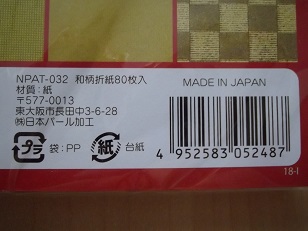 NPAT-032 和柄折紙80枚入
材質:紙
〒577-0013
東大阪市長田中3-6-28
㈱日本パール加工
MADE IN JAPAN
プラ 袋:PP 紙 台紙
4 952583 052487
18-I